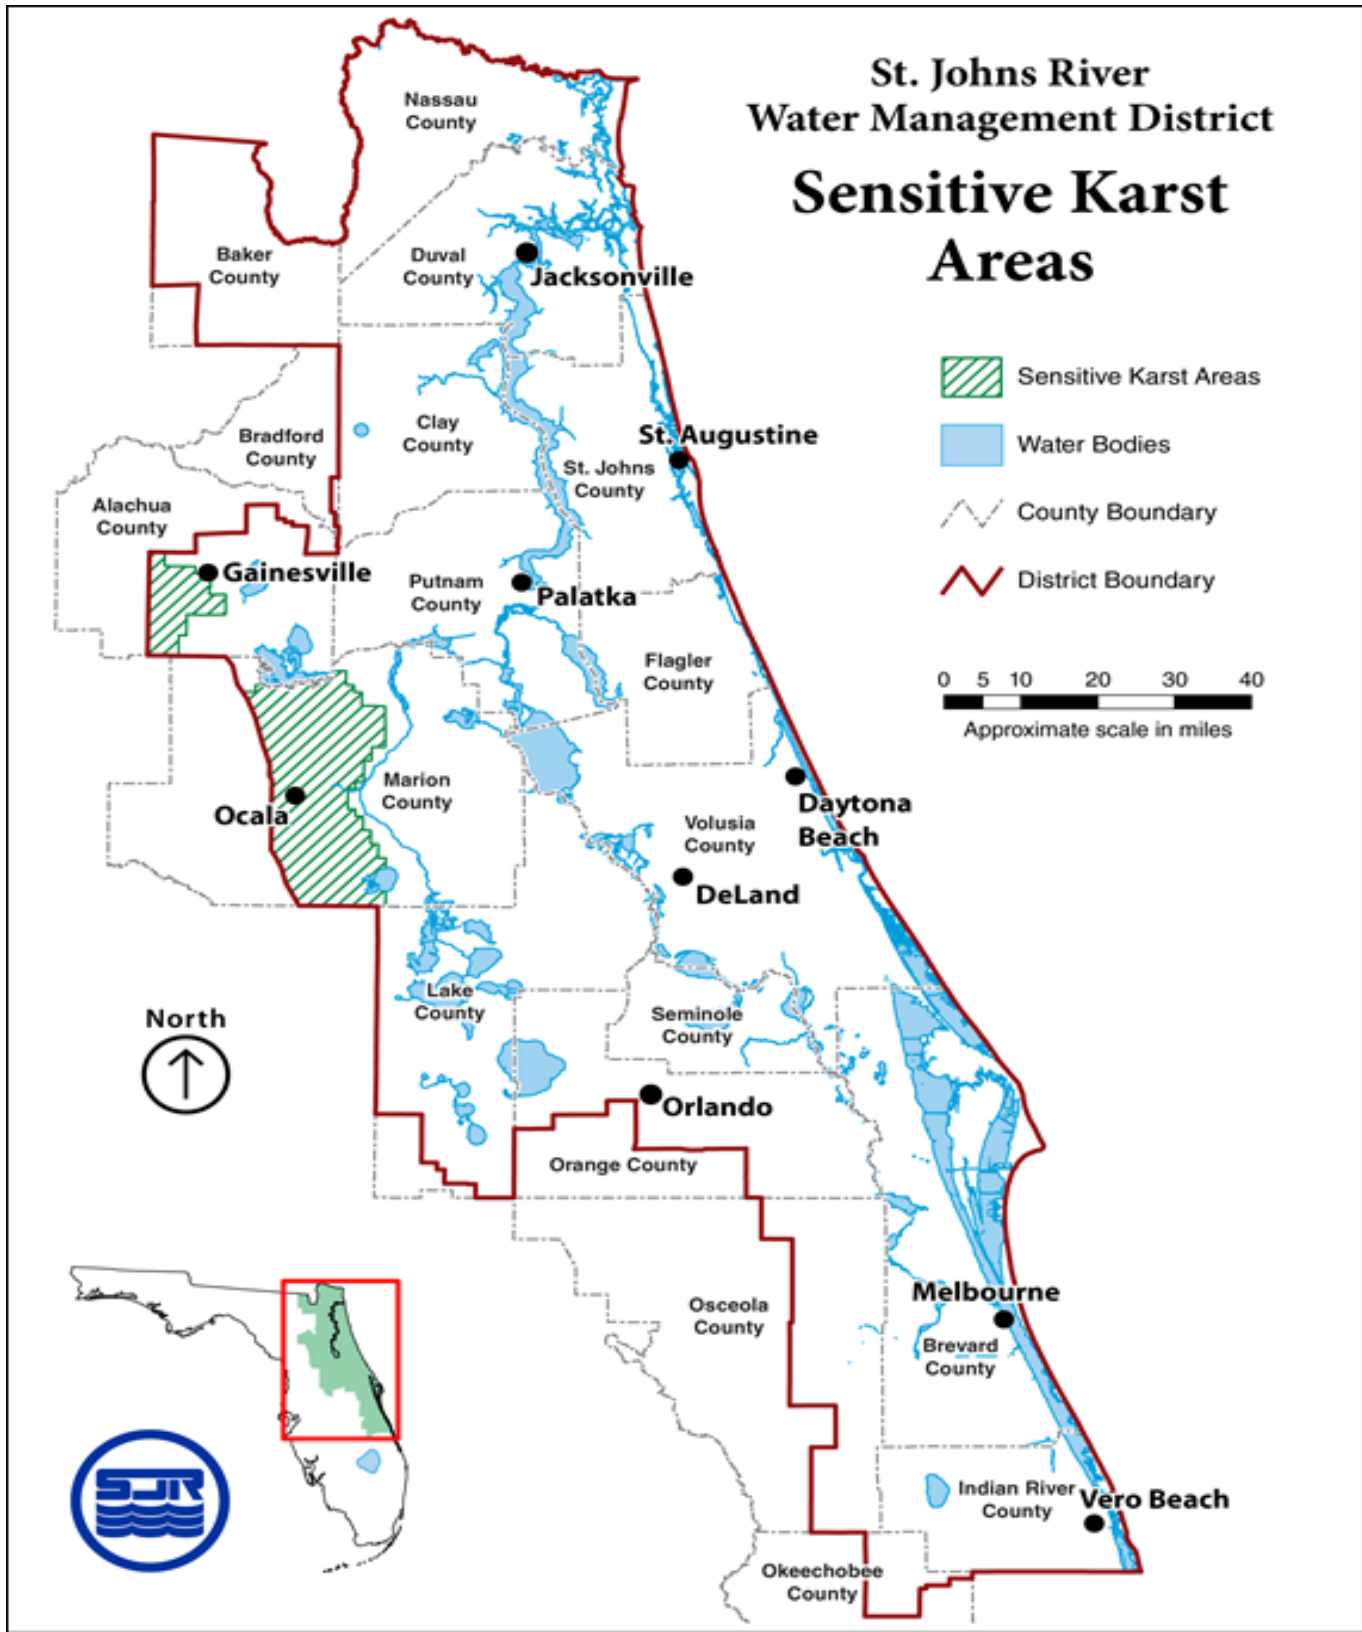 St. Johns River
Water Management District
Sensitive Karst
Areas
Sensitive Karst Areas
Water Bodies
County Boundary
District Boundary
0 5 10 20 30 40
Approximate scale in miles
Nassau
County
Baker
County
Duval
County
Jacksonville
Clay
County
Bradford
County
St. Augustine
St. Johns
County
Alachua
County
Gainesville
Putnam
County
Palatka
Flagler
County
Marion
County
Ocala
Daytona
Beach
Volusia
County
DeLand
Lake
County
Seminole
County
North
Orlando
Orange County
Osceola
County
Melbourne
Brevard
County
Indian River
County
Vero Beach
Okeechobee
County
SJR